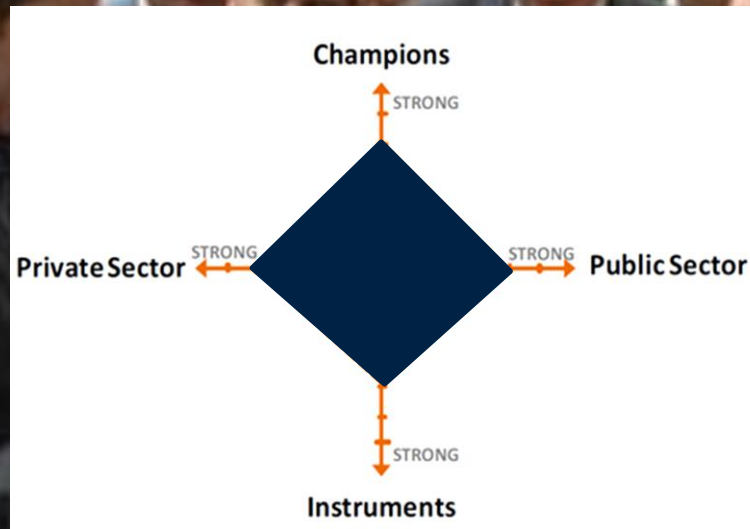 Champions
STRONG
STRONG
Private Sector
STRONG
Public Sector
STRONG
Instruments